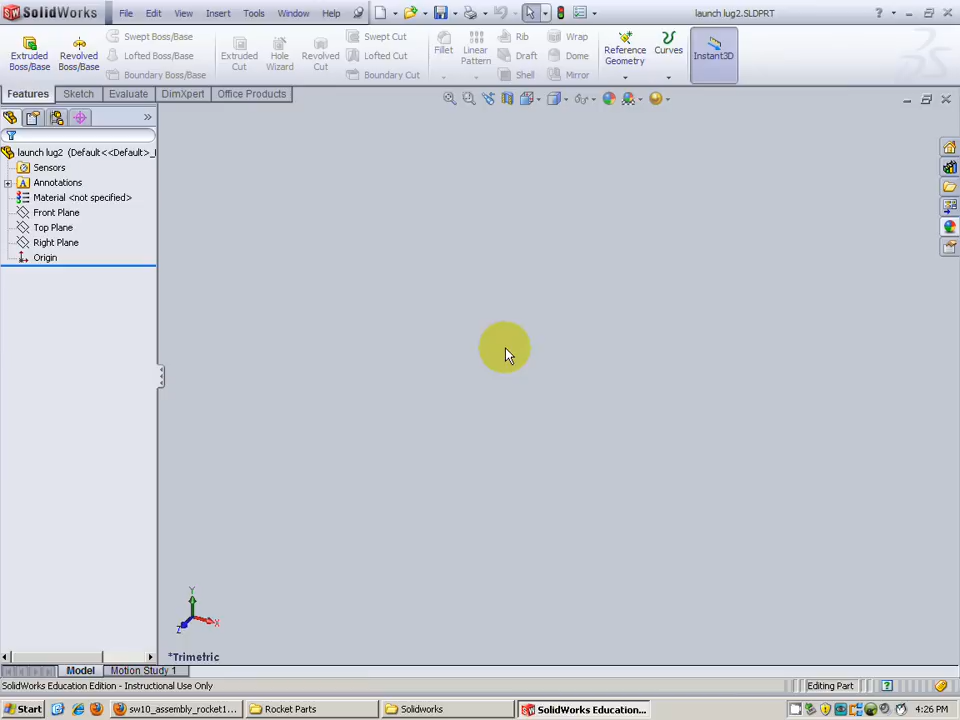 SW SolidWorks File Edit View Insert Tools Window Help launch lug2.SLDPRT ?
Extruded Boss/Base
Revolved Boss/Base
Swept Boss/Base
Lofted Boss/Base
Boundary Boss/Base
Extruded Cut
Hole Wizard
Revolved Cut
Swept Cut
Lofted Cut
Boundary Cut
Fillet
Linear Pattern
Rib
Draft
Shell
Wrap
Dome
Mirror
Reference Geometry
Curves
Instant3D
Features Sketch Evaluate DimXpert Office Products
»
launch lug2 (Default<<Default>_
Sensors
A Annotations
Material <not specified>
Front Plane
Top Plane
Right Plane
Origin
Y
X
Z
*Trimetric
Model Motion Study 1
SolidWorks Education Edition - Instructional Use Only Editing Part ?
Start sw10_assembly_rocket1... Rocket Parts Solidworks SW SolidWorks Education... 4:26 PM